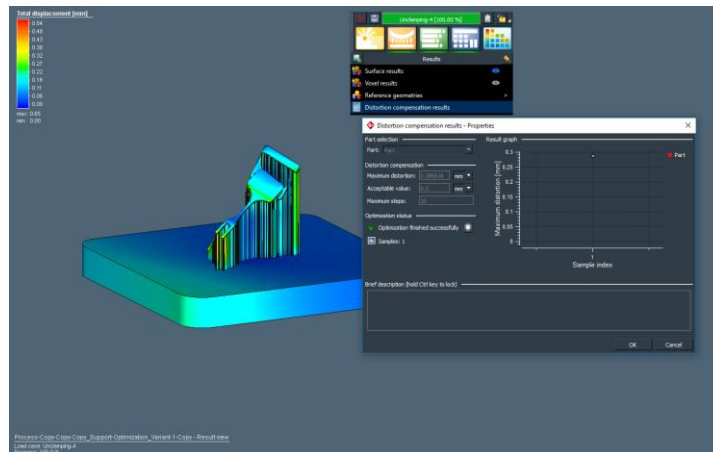 Total displacement [mm]
0.54
0.49
0.43
0.38
0.32
0.27
0.22
0.16
0.11
0.06
0.00
max: 0.65
min: 0.00
Unclamping-4 [100.00 %]
Results
Surface results
Voxel results
Reference geometries >
Distortion compensation results
Distortion compensation results - Properties
Part selection
Part: Part
Distortion compensation
Maximum distortion: mm
Acceptable value: 0.3 mm
Maximum steps: 10
Optimization status
Optimization finished successfully
Samples: 1
Result graph
Maximum distortion [mm]
0.3
0.25
0.2
0.15
0.1
0.05
0
1
Sample index
Part
Brief description (hold Ctrl key to lock)
OK Cancel
Process-Copy-Copy-Copy_Support-Optimization_Variant-1-Copy - Result view
Load case: Unclamping-4